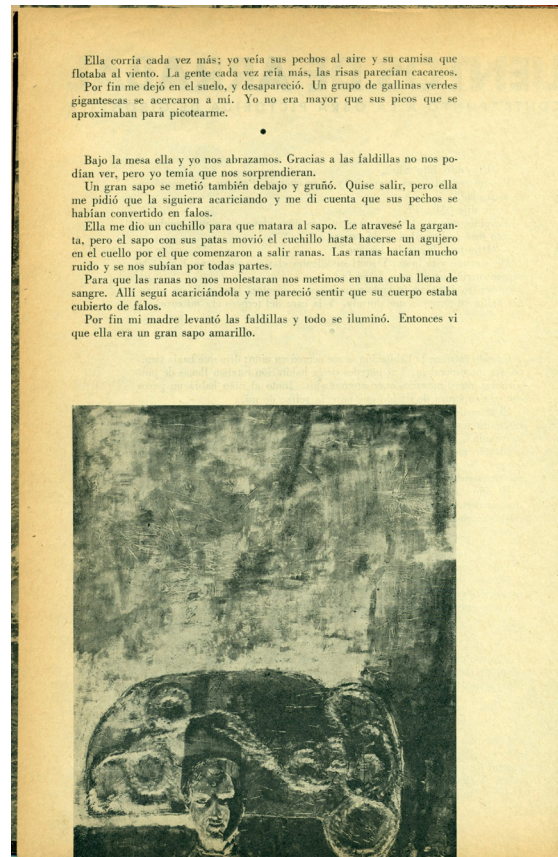 Ella corría cada vez más; yo veía sus pechos al aire y su camisa que
flotaba al viento. La gente cada vez reía más, las risas parecían cacareos.
Por fin me dejó en el suelo, y desapareció. Un grupo de gallinas verdes
gigantescas se acercaron a mí. Yo no era mayor que sus picos que se
aproximaban para picotearme.
•
Bajo la mesa ella y yo nos abrazamos. Gracias a las faldillas no nos po-
dían ver, pero yo temía que nos sorprendieran.
Un gran sapo se metió también debajo y gruñó. Quise salir, pero ella
me pidió que la siguiera acariciando y me di cuenta que sus pechos se
habían convertido en falos.
Ella me dio un cuchillo para que matara al sapo. Le atravesé la gargan-
ta, pero el sapo con sus patas movió el cuchillo hasta hacerse un agujero
en el cuello por el que comenzaron a salir ranas. Las ranas hacían mucho
ruido y se nos subían por todas partes.
Para que las ranas no nos molestaran nos metimos en una cuba llena de
sangre. Allí seguí acariciándola y me pareció sentir que su cuerpo estaba
cubierto de falos.
Por fin mi madre levantó las faldillas y todo se iluminó. Entonces vi
que ella era un gran sapo amarillo.